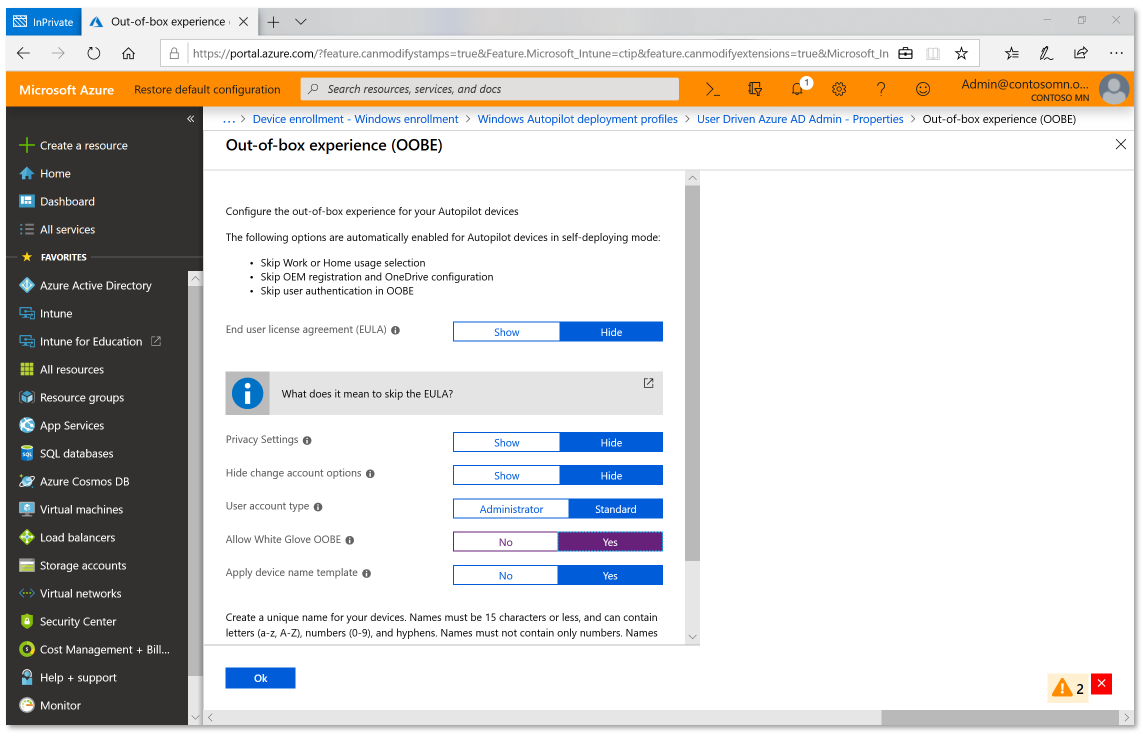 InPrivate
Out-of-box experience
https://portal.azure.com/?feature.canmodifystamps=true&Feature.Microsoft_Intune=ctip&feature.canmodifyextensions=true&Microsoft_In
Microsoft Azure
Restore default configuration
Search resources, services, and docs
1
Admin@contosomn.o...
CONTOSO MN
«
... > Device enrollment - Windows enrollment > Windows Autopilot deployment profiles > User Driven Azure AD Admin - Properties > Out-of-box experience (OOBE)
Create a resource
Home
Dashboard
All services
FAVORITES
Azure Active Directory
Intune
Intune for Education
All resources
Resource groups
App Services
SQL databases
Azure Cosmos DB
Virtual machines
Load balancers
Storage accounts
Virtual networks
Security Center
Cost Management + Bill...
Help + support
Monitor
Out-of-box experience (OOBE)
Configure the out-of-box experience for your Autopilot devices
The following options are automatically enabled for Autopilot devices in self-deploying mode:
• Skip Work or Home usage selection
• Skip OEM registration and OneDrive configuration
• Skip user authentication in OOBE
End user license agreement (EULA) Show Hide
What does it mean to skip the EULA?
Privacy Settings Show Hide
Hide change account options Show Hide
User account type Administrator Standard
Allow White Glove OOBE No Yes
Apply device name template No Yes
Create a unique name for your devices. Names must be 15 characters or less, and can contain
letters (a-z, A-Z), numbers (0-9), and hyphens. Names must not contain only numbers. Names
Ok
2